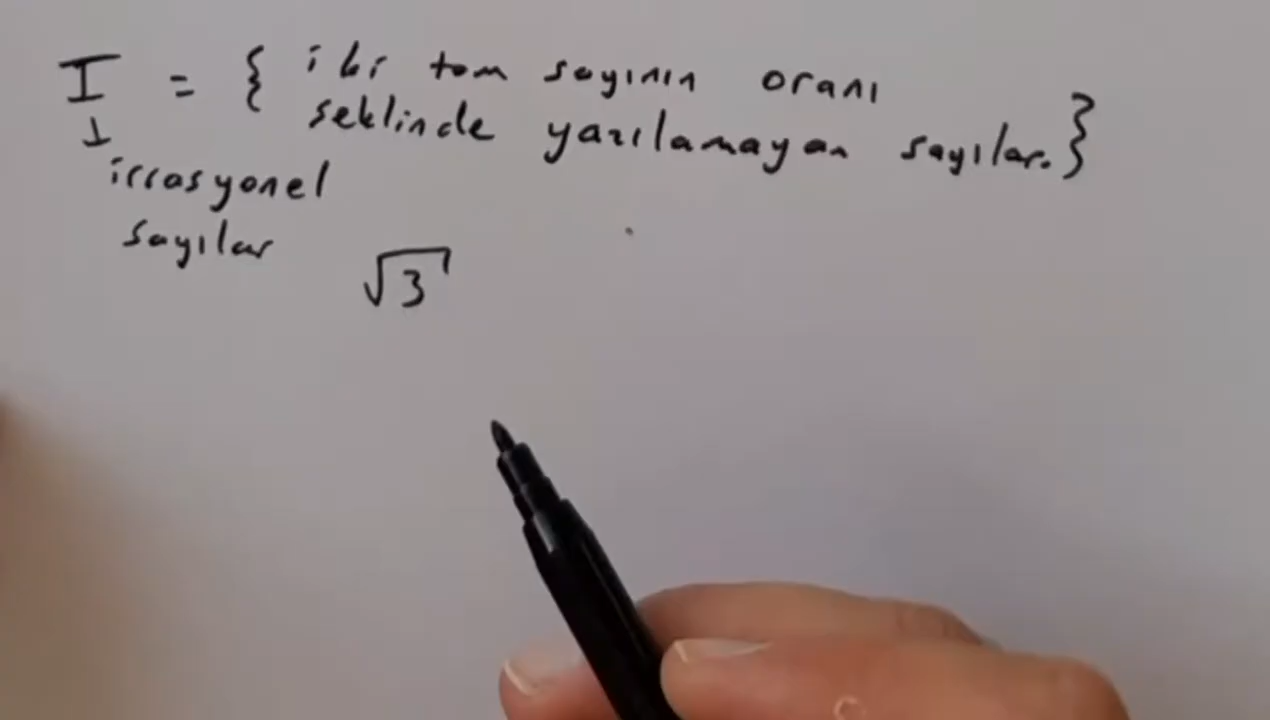 I = { iki tam sayının oranı
şeklinde yazılamayan sayılar. }
↓
irrasyonel
sayılar
√3